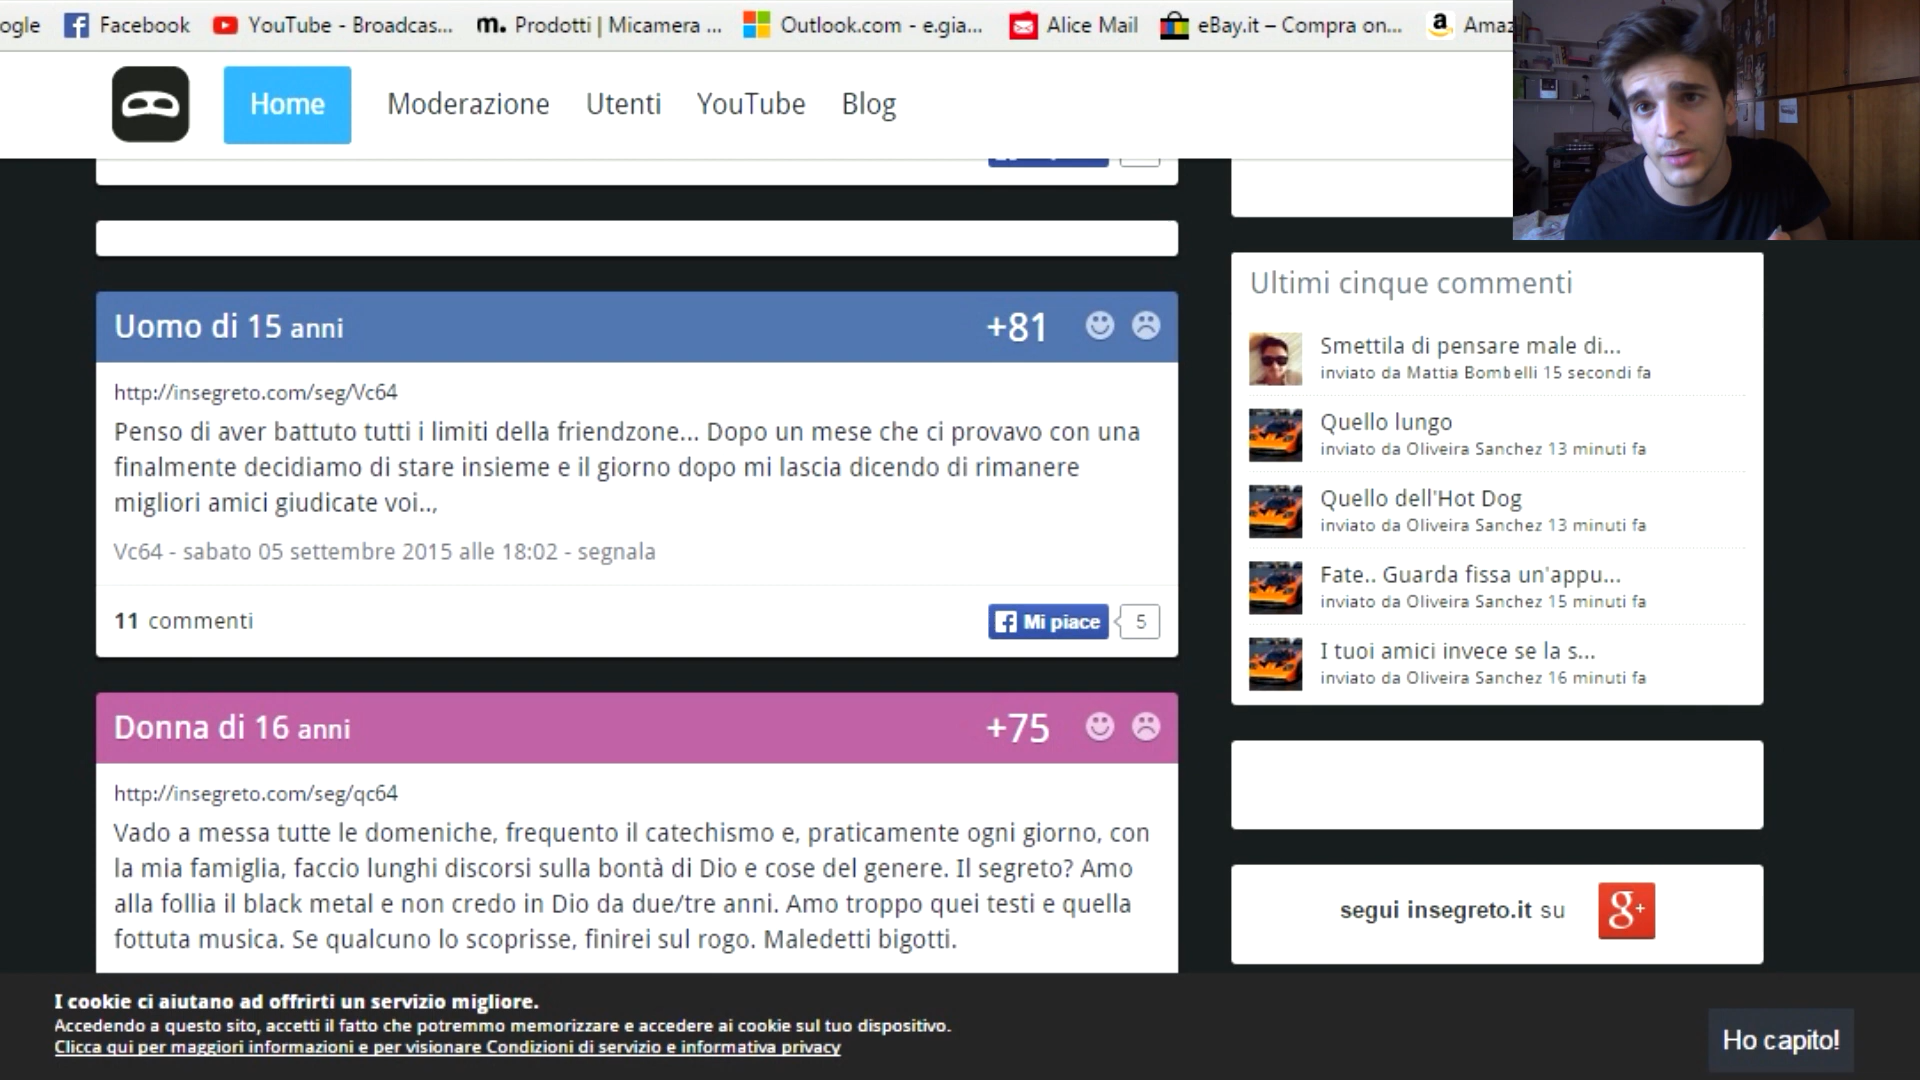 ogle Facebook YouTube - Broadcas... m. Prodotti | Micamera ... Outlook.com - e.gia... Alice Mail eBay.it – Compra on... a Amaz
Home Moderazione Utenti YouTube Blog
Uomo di 15 anni +81
http://insegreto.com/seg/Vc64
Penso di aver battuto tutti i limiti della friendzone... Dopo un mese che ci provavo con una
finalmente decidiamo di stare insieme e il giorno dopo mi lascia dicendo di rimanere
migliori amici giudicate voi..,
Vc64 - sabato 05 settembre 2015 alle 18:02 - segnala
11 commenti Mi piace 5
Donna di 16 anni +75
http://insegreto.com/seg/qc64
Vado a messa tutte le domeniche, frequento il catechismo e, praticamente ogni giorno, con
la mia famiglia, faccio lunghi discorsi sulla bontà di Dio e cose del genere. Il segreto? Amo
alla follia il black metal e non credo in Dio da due/tre anni. Amo troppo quei testi e quella
fottuta musica. Se qualcuno lo scoprisse, finirei sul rogo. Maledetti bigotti.
Ultimi cinque commenti
Smettila di pensare male di...
inviato da Mattia Bombelli 15 secondi fa
Quello lungo
inviato da Oliveira Sanchez 13 minuti fa
Quello dell'Hot Dog
inviato da Oliveira Sanchez 13 minuti fa
Fate.. Guarda fissa un'appu...
inviato da Oliveira Sanchez 15 minuti fa
I tuoi amici invece se la s...
inviato da Oliveira Sanchez 16 minuti fa
segui insegreto.it su g+
I cookie ci aiutano ad offrirti un servizio migliore.
Accedendo a questo sito, accetti il fatto che potremmo memorizzare e accedere ai cookie sul tuo dispositivo.
Clicca qui per maggiori informazioni e per visionare Condizioni di servizio e informativa privacy
Ho capito!